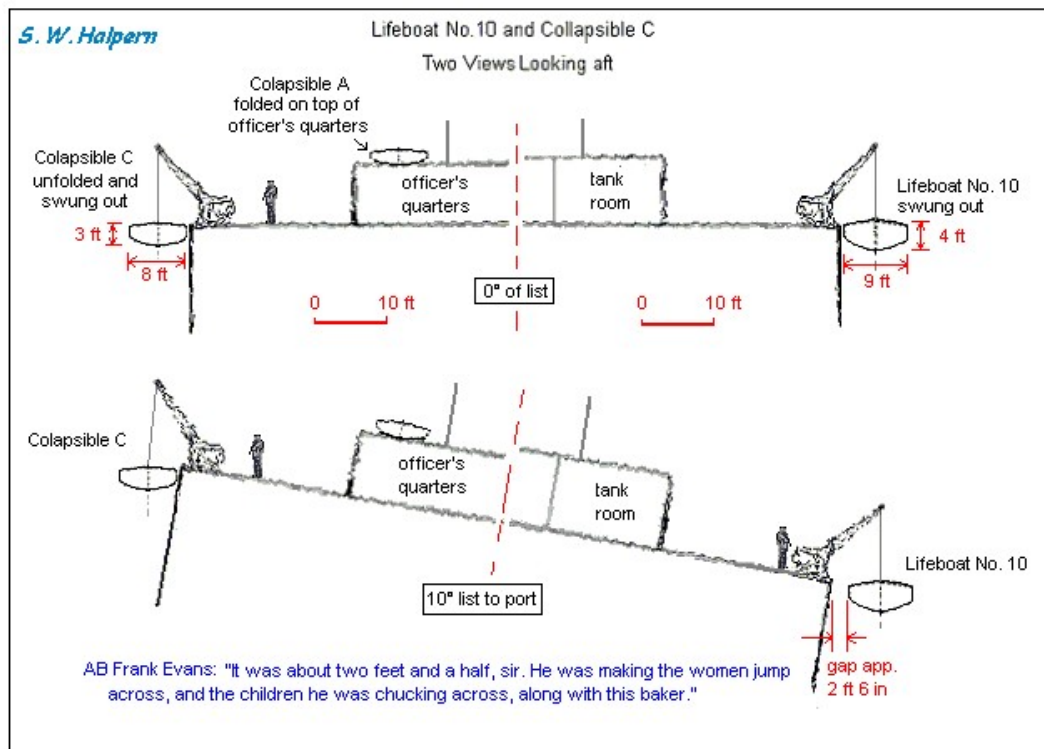 S. W. Halpern
Lifeboat No.10 and Collapsible C
Two Views Looking aft
Colapsible A
folded on top of
officer's quarters
Colapsible C
unfolded and
swung out
officer's
quarters
tank
room
Lifeboat No. 10
swung out
3 ft
8 ft
4 ft
9 ft
0° of list
0 10 ft
0 10 ft
Colapsible C
officer's
quarters
tank
room
Lifeboat No. 10
10° list to port
gap app.
2 ft 6 in
AB Frank Evans: "It was about two feet and a half, sir. He was making the women jump
across, and the children he was chucking across, along with this baker."